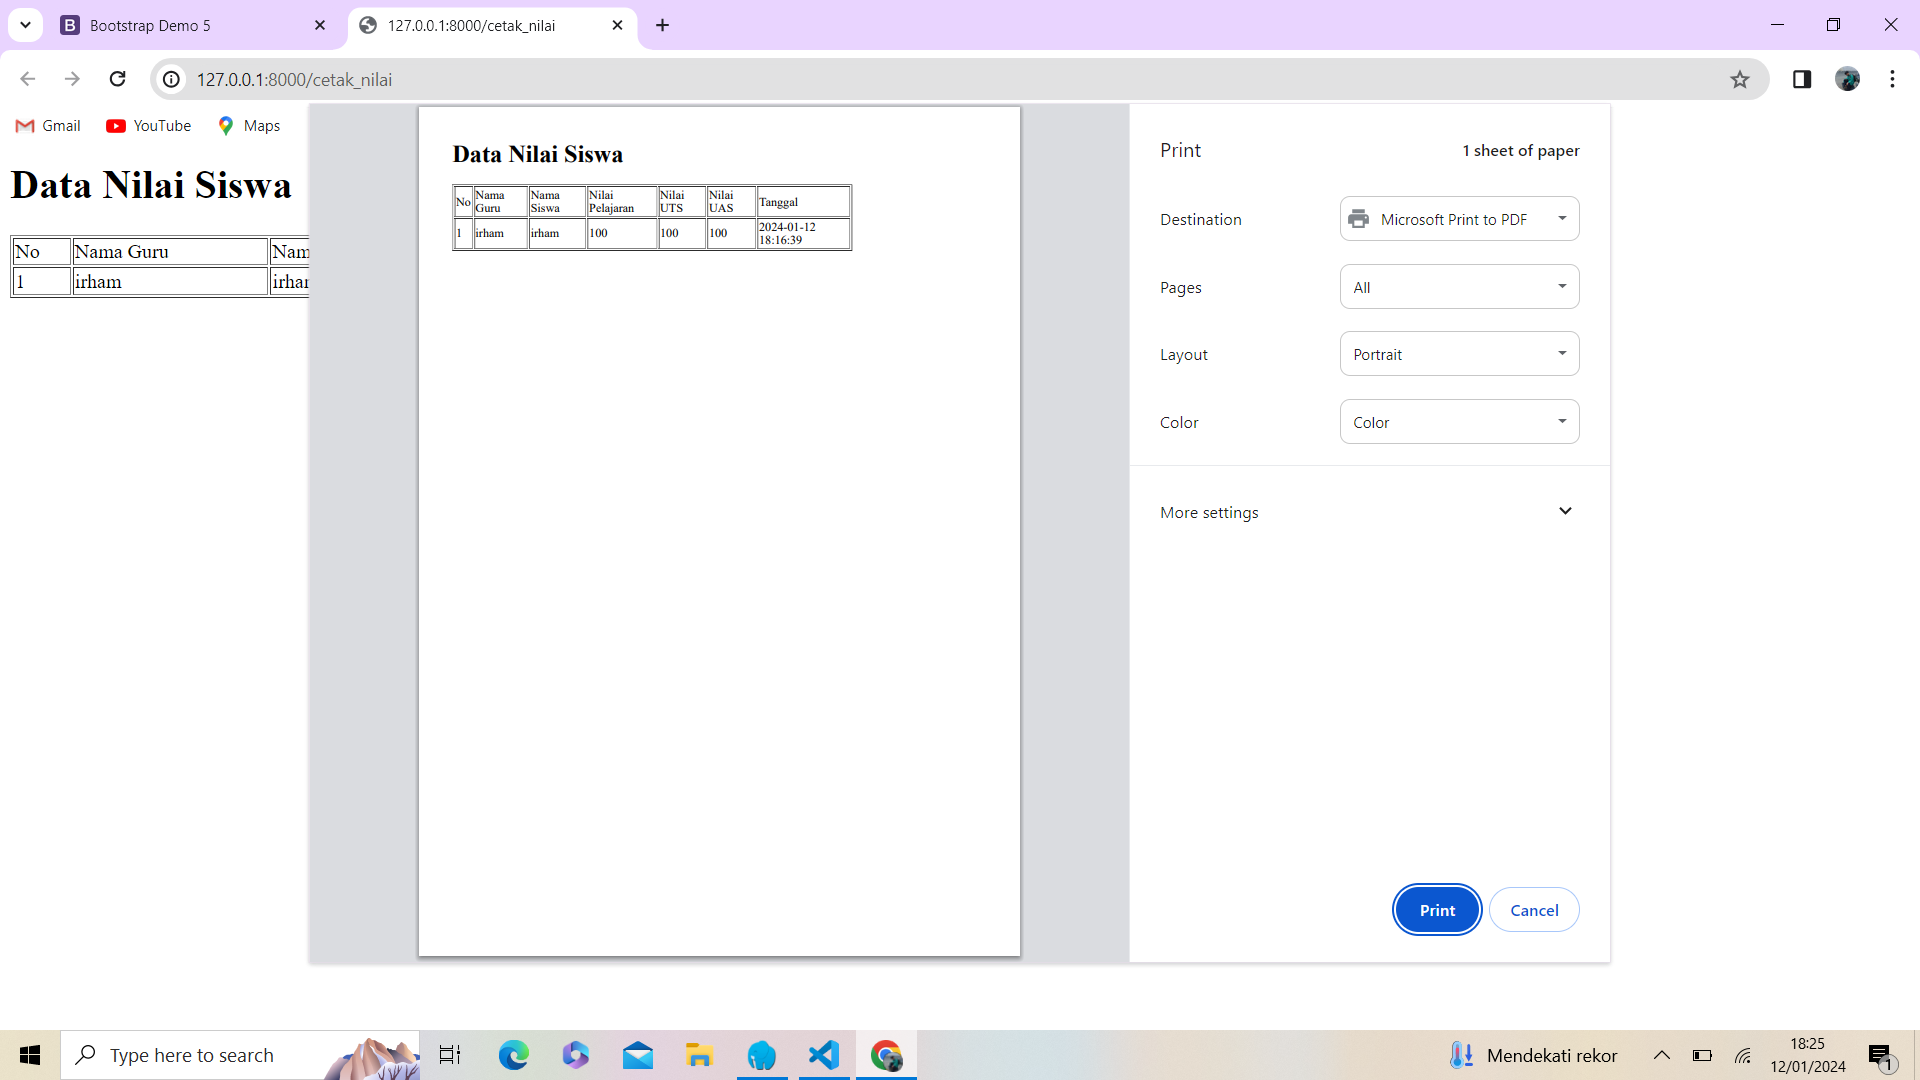 Bootstrap Demo 5
127.0.0.1:8000/cetak_nilai
127.0.0.1:8000/cetak_nilai
Gmail YouTube Maps
Data Nilai Siswa
No Nama Guru Nam
1 irham irhar
Data Nilai Siswa
No Nama Guru Nama Siswa Nilai Pelajaran Nilai UTS Nilai UAS Tanggal
1 irham irham 100 100 100 2024-01-12 18:16:39
Print 1 sheet of paper
Destination Microsoft Print to PDF
Pages All
Layout Portrait
Color Color
More settings
Print Cancel
Type here to search
Mendekati rekor
18:25
12/01/2024
1